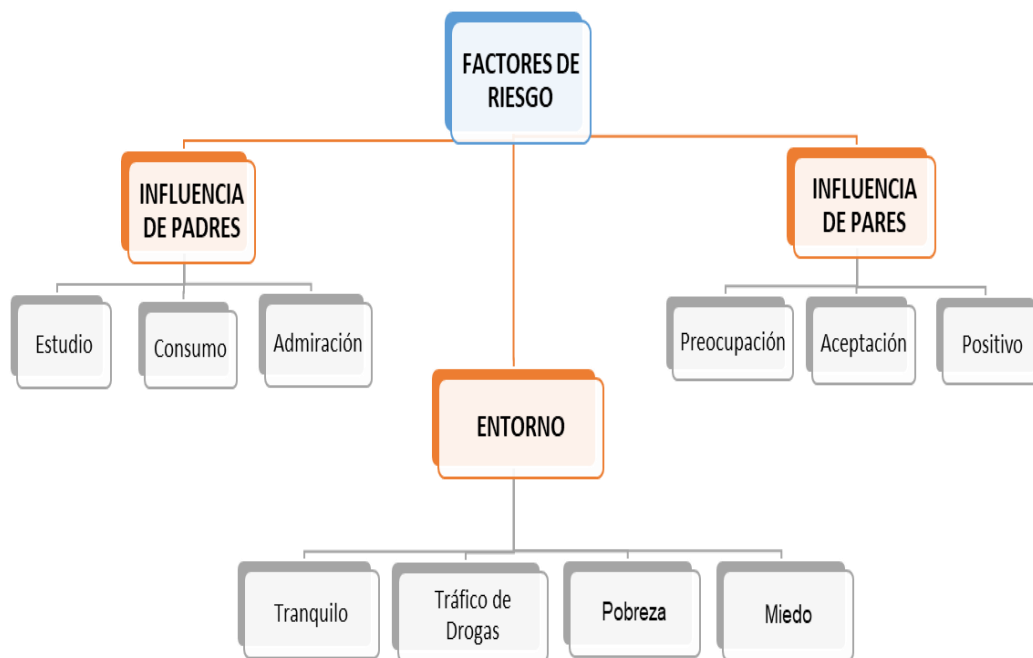 FACTORES DE
RIESGO
INFLUENCIA
DE PADRES
INFLUENCIA
DE PARES
Estudio
Consumo
Admiración
Preocupación
Aceptación
Positivo
ENTORNO
Tranquilo
Tráfico de
Drogas
Pobreza
Miedo